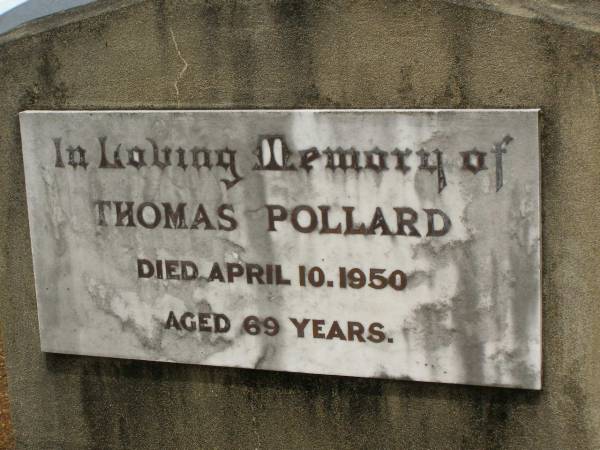 In Loving Memory of
THOMAS POLLARD
DIED APRIL 10. 1950
AGED 69 YEARS.